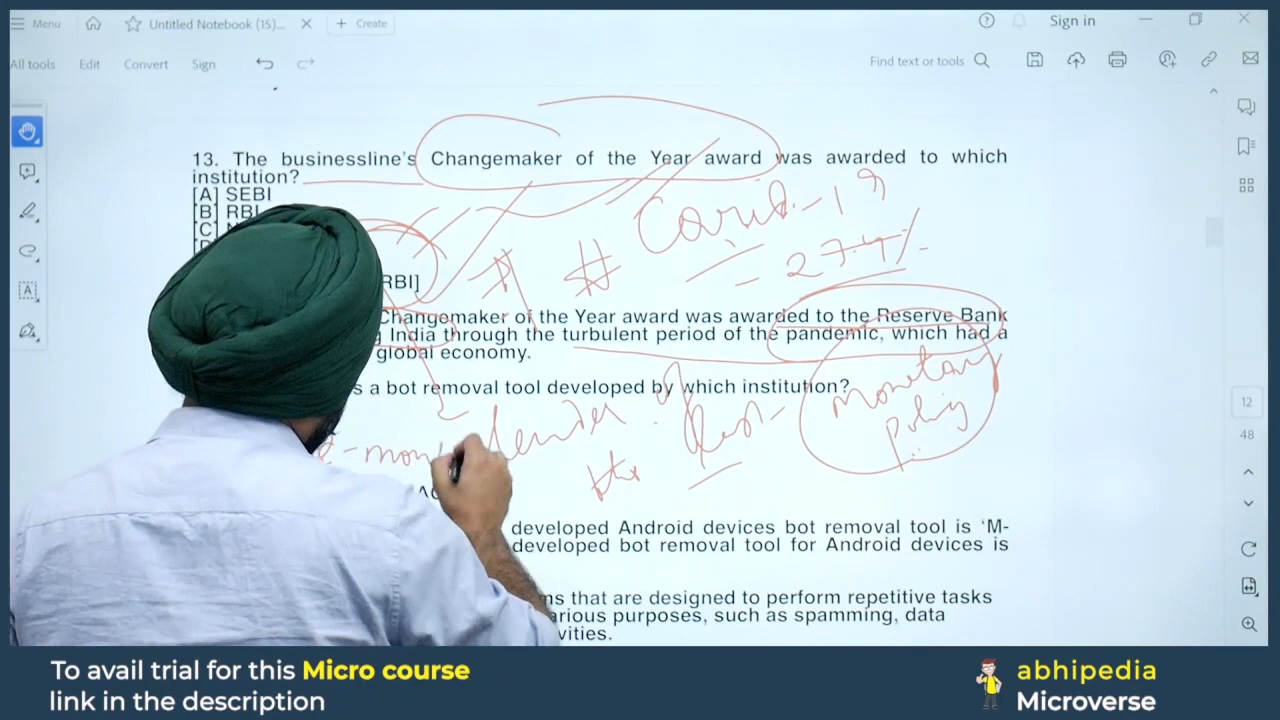 Menu
Untitled Notebook (15)...
+ Create
Sign in
All tools
Edit
Convert
Sign
Find text or tools
13. The businessline's Changemaker of the Year award was awarded to which
institution?
[A] SEBI
[B] RBI
[C]
RBI]
Changemaker of the Year award was awarded to the Reserve Bank
India through the turbulent period of the pandemic, which had a
global economy.
s a bot removal tool developed by which institution?
developed Android devices bot removal tool is 'M-
developed bot removal tool for Android devices is
ms that are designed to perform repetitive tasks
arious purposes, such as spamming, data
vities.
# Covid-19
= 27.4%
lender of
the
Monetary
Policy
12
48
To avail trial for this Micro course
link in the description
abhipedia
Microverse